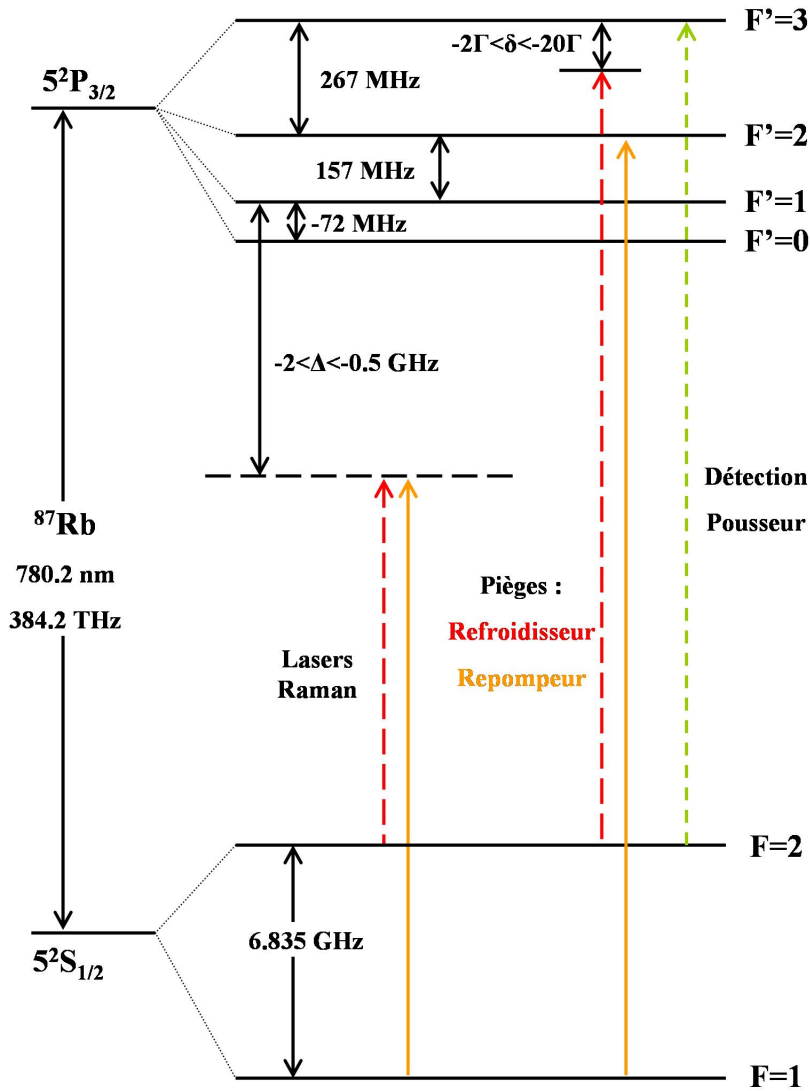 F'=3
-2Γ<δ<-20Γ
5²P₃/₂
267 MHz
F'=2
157 MHz
F'=1
-72 MHz
F'=0
-2<Δ<-0.5 GHz
Détection
Pousseur
⁸⁷Rb
780.2 nm
384.2 THz
Pièges :
Refroidisseur
Repompeur
Lasers
Raman
F=2
6.835 GHz
5²S₁/₂
F=1